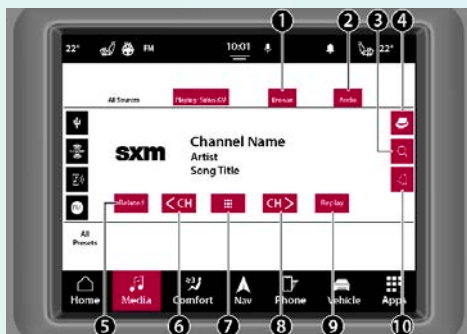 1 2 3 4
22° FM 10:01 22°
All Sources Playing: Sirius XM Browse Audio
sxm
Channel Name
Artist
Song Title
Related <CH CH> Replay
All
Presets
Home Media Comfort Nav Phone Vehicle Apps
5 6 7 8 9 10